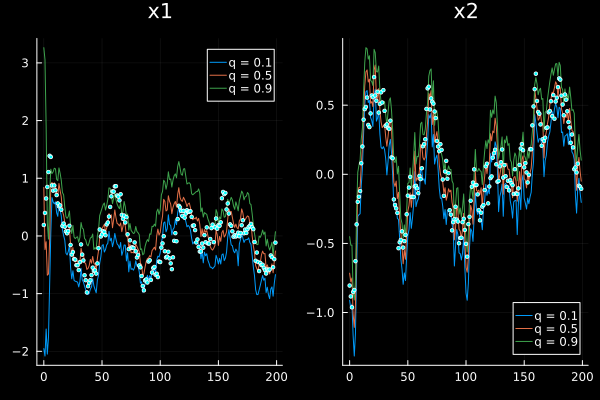 x1
3
2
1
0
−1
−2
0 50 100 150 200
q = 0.1
q = 0.5
q = 0.9
x2
0.5
0.0
−0.5
−1.0
0 50 100 150 200
q = 0.1
q = 0.5
q = 0.9